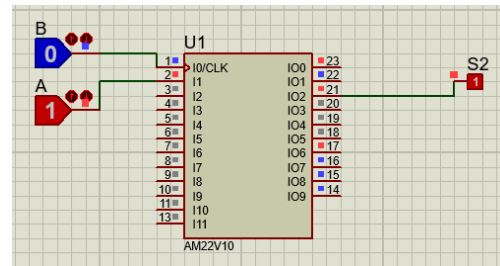 B
0
A
1
U1
1 I0/CLK IO0 23
2 I1 IO1 22
3 I2 IO2 21
4 I3 IO3 20
5 I4 IO4 19
6 I5 IO5 18
7 I6 IO6 17
8 I7 IO7 16
9 I8 IO8 15
10 I9 IO9 14
11 I10
13 I11
AM22V10
S2
1